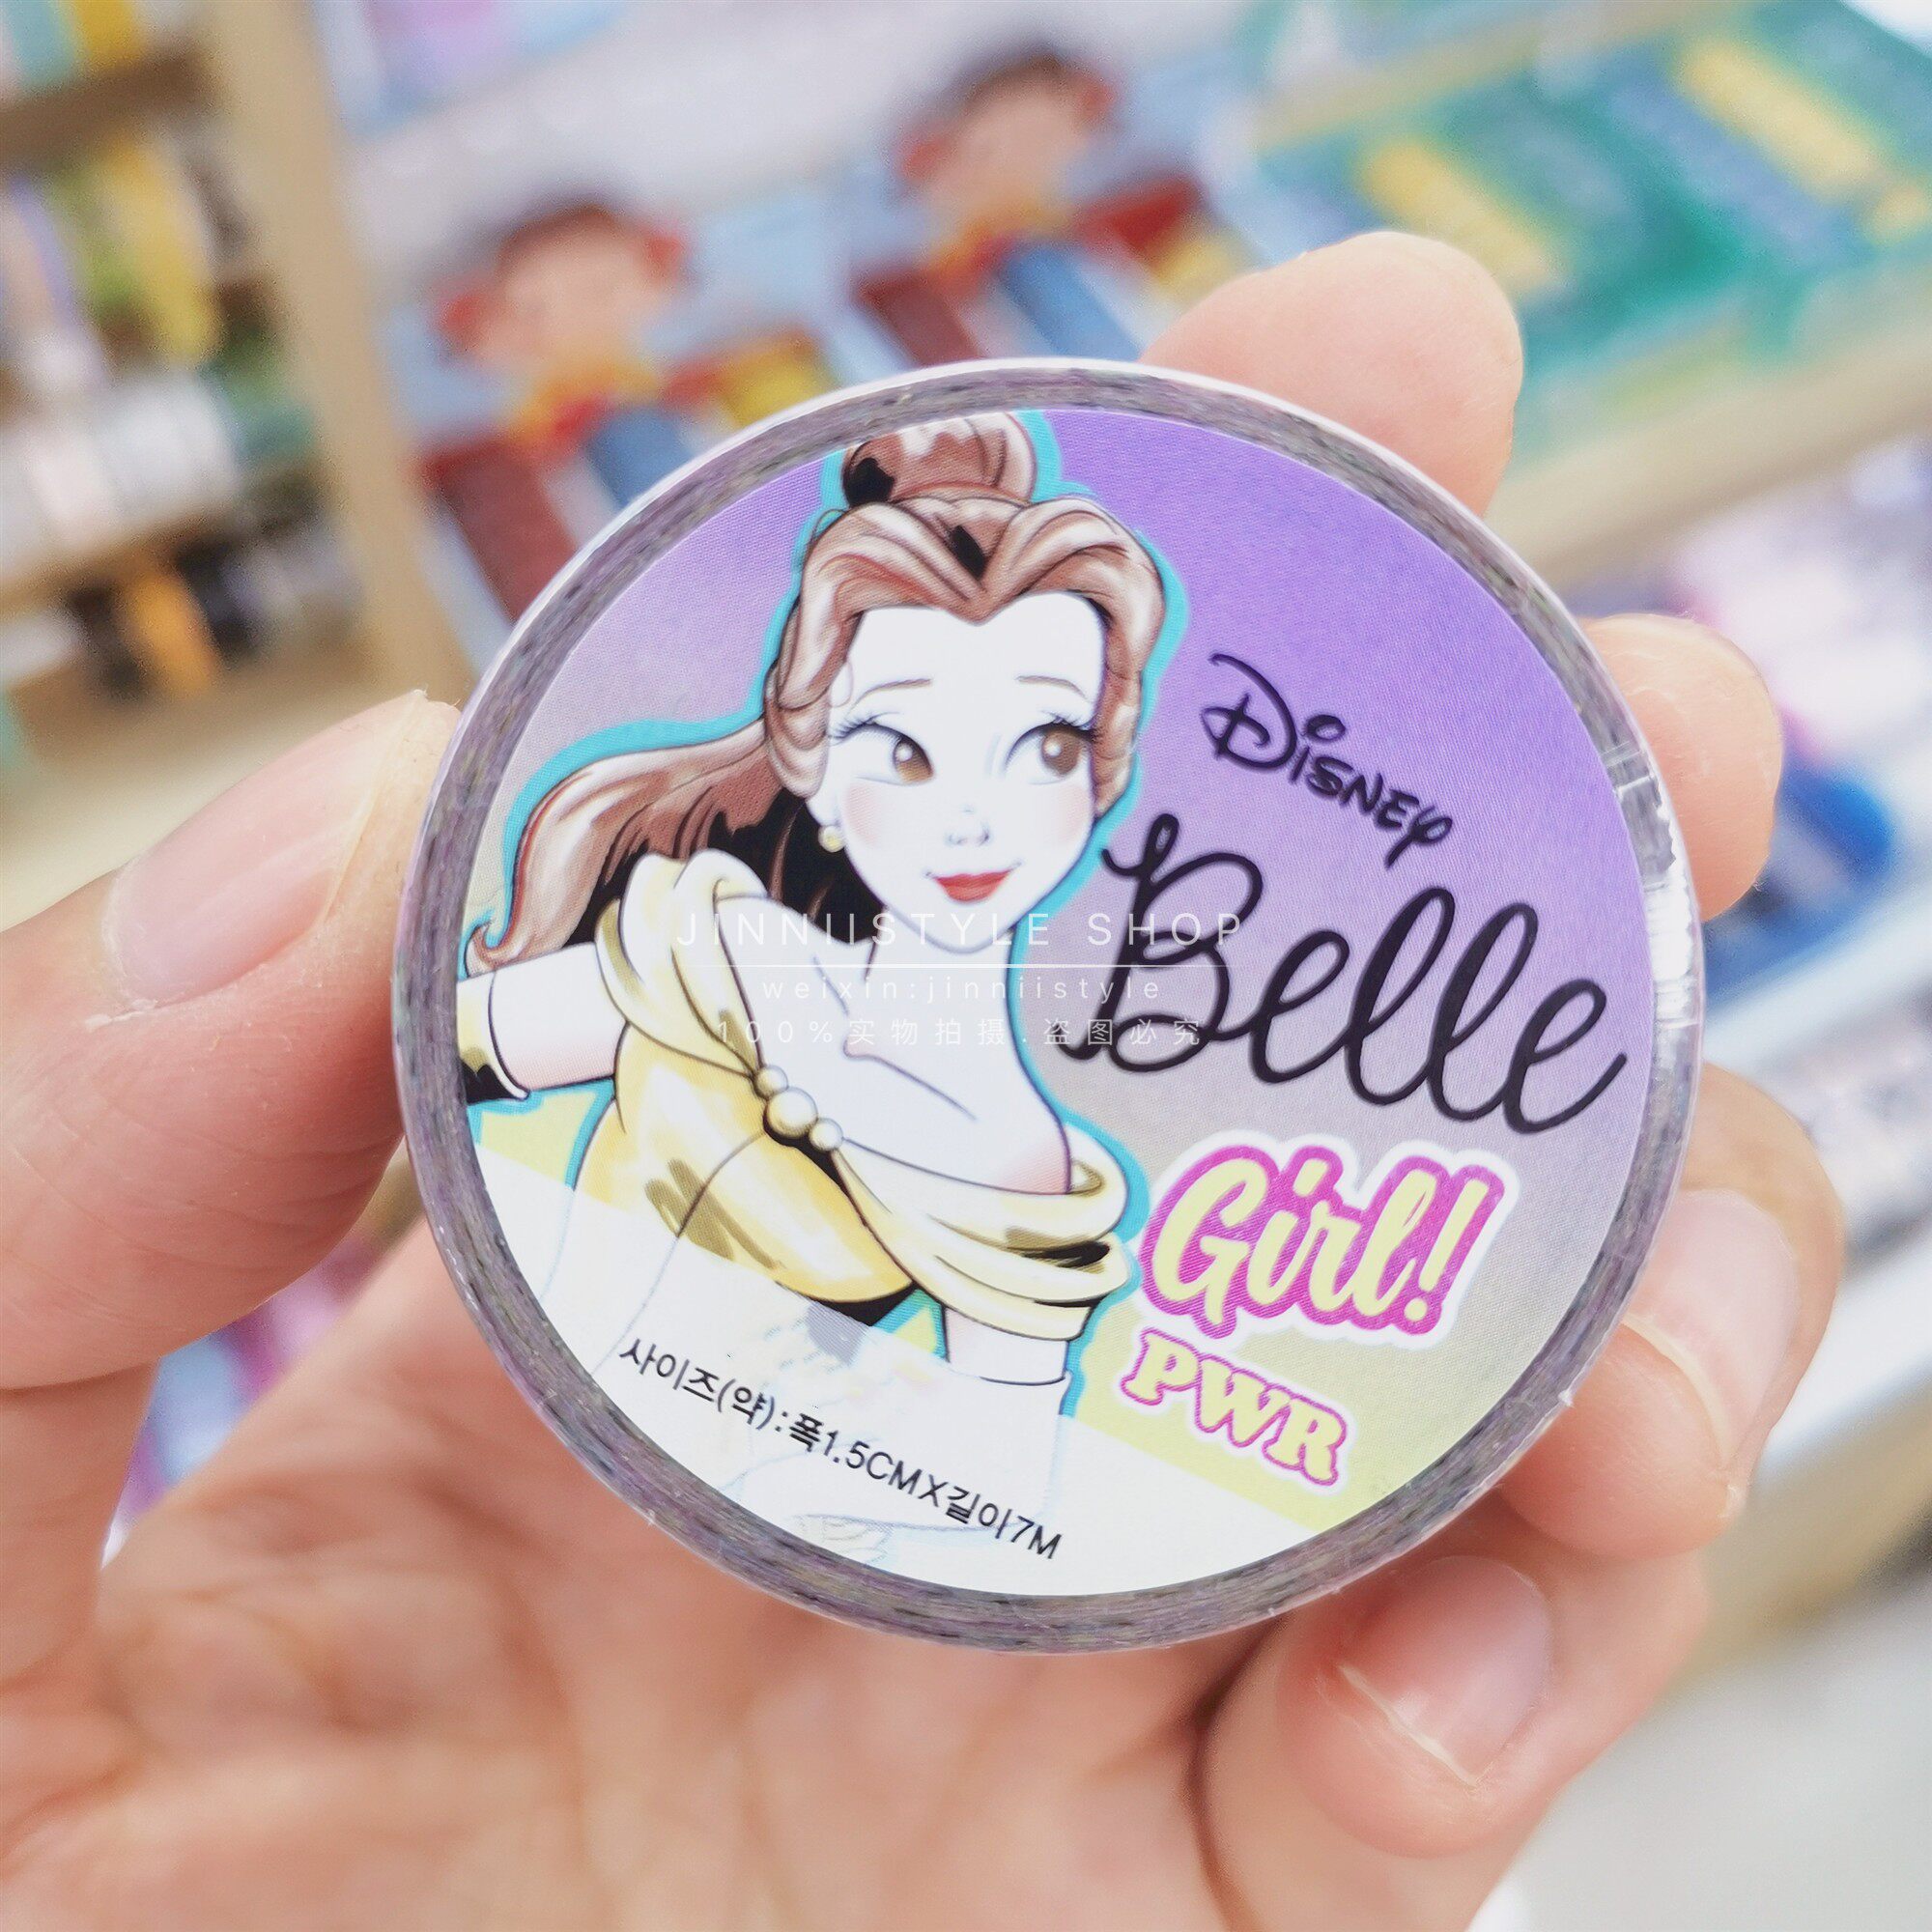 Disney
Belle
Girl!
PWR
사이즈(약):폭1.5CMX길이7M
JINNIISTYLE SHOP
weixin:jinniistyle
100%实物拍摄.盗图必究